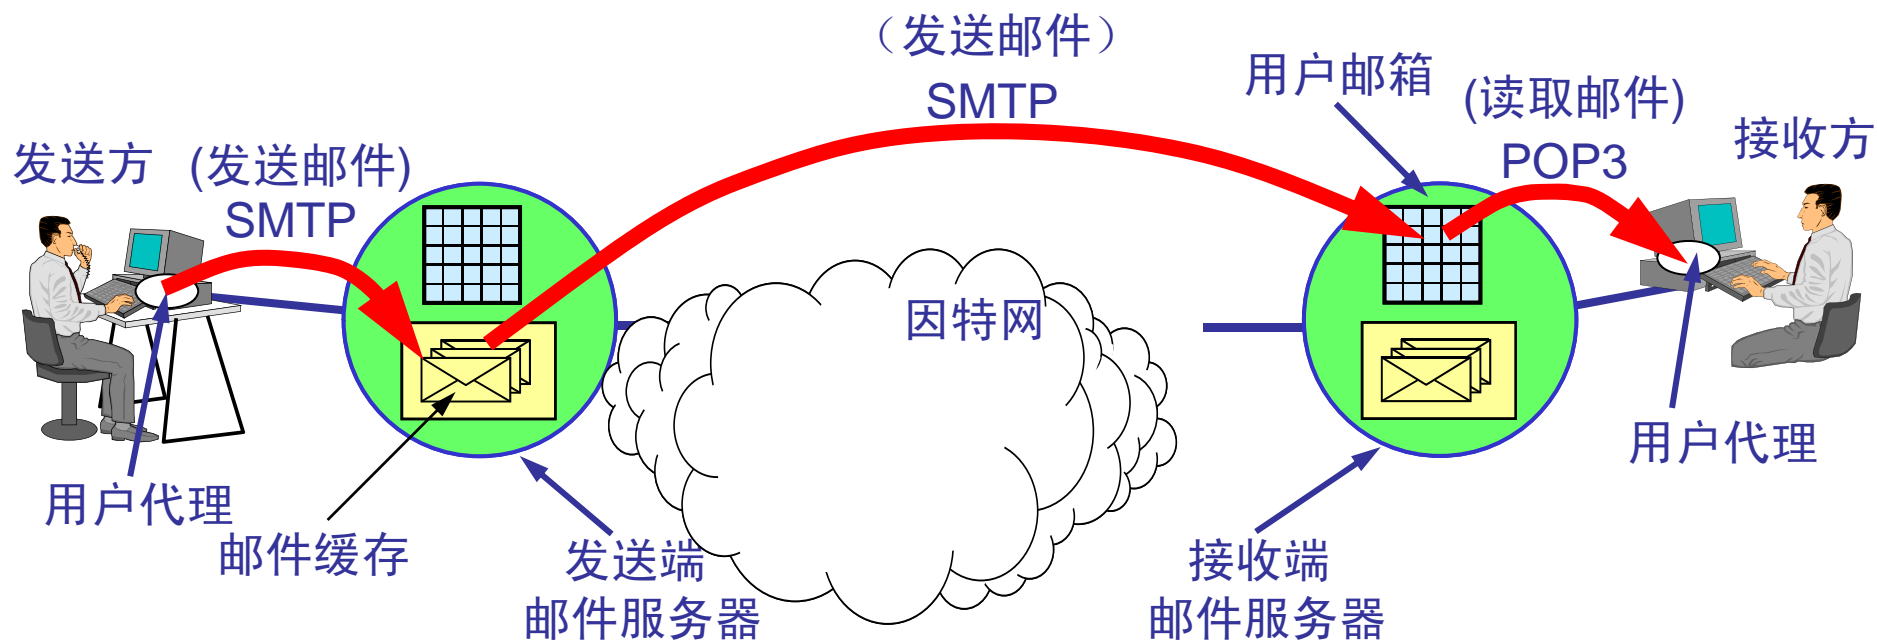 （发送邮件）
SMTP
用户邮箱
(读取邮件)
POP3
接收方
发送方
(发送邮件)
SMTP
因特网
用户代理
邮件缓存
发送端
邮件服务器
接收端
邮件服务器
用户代理